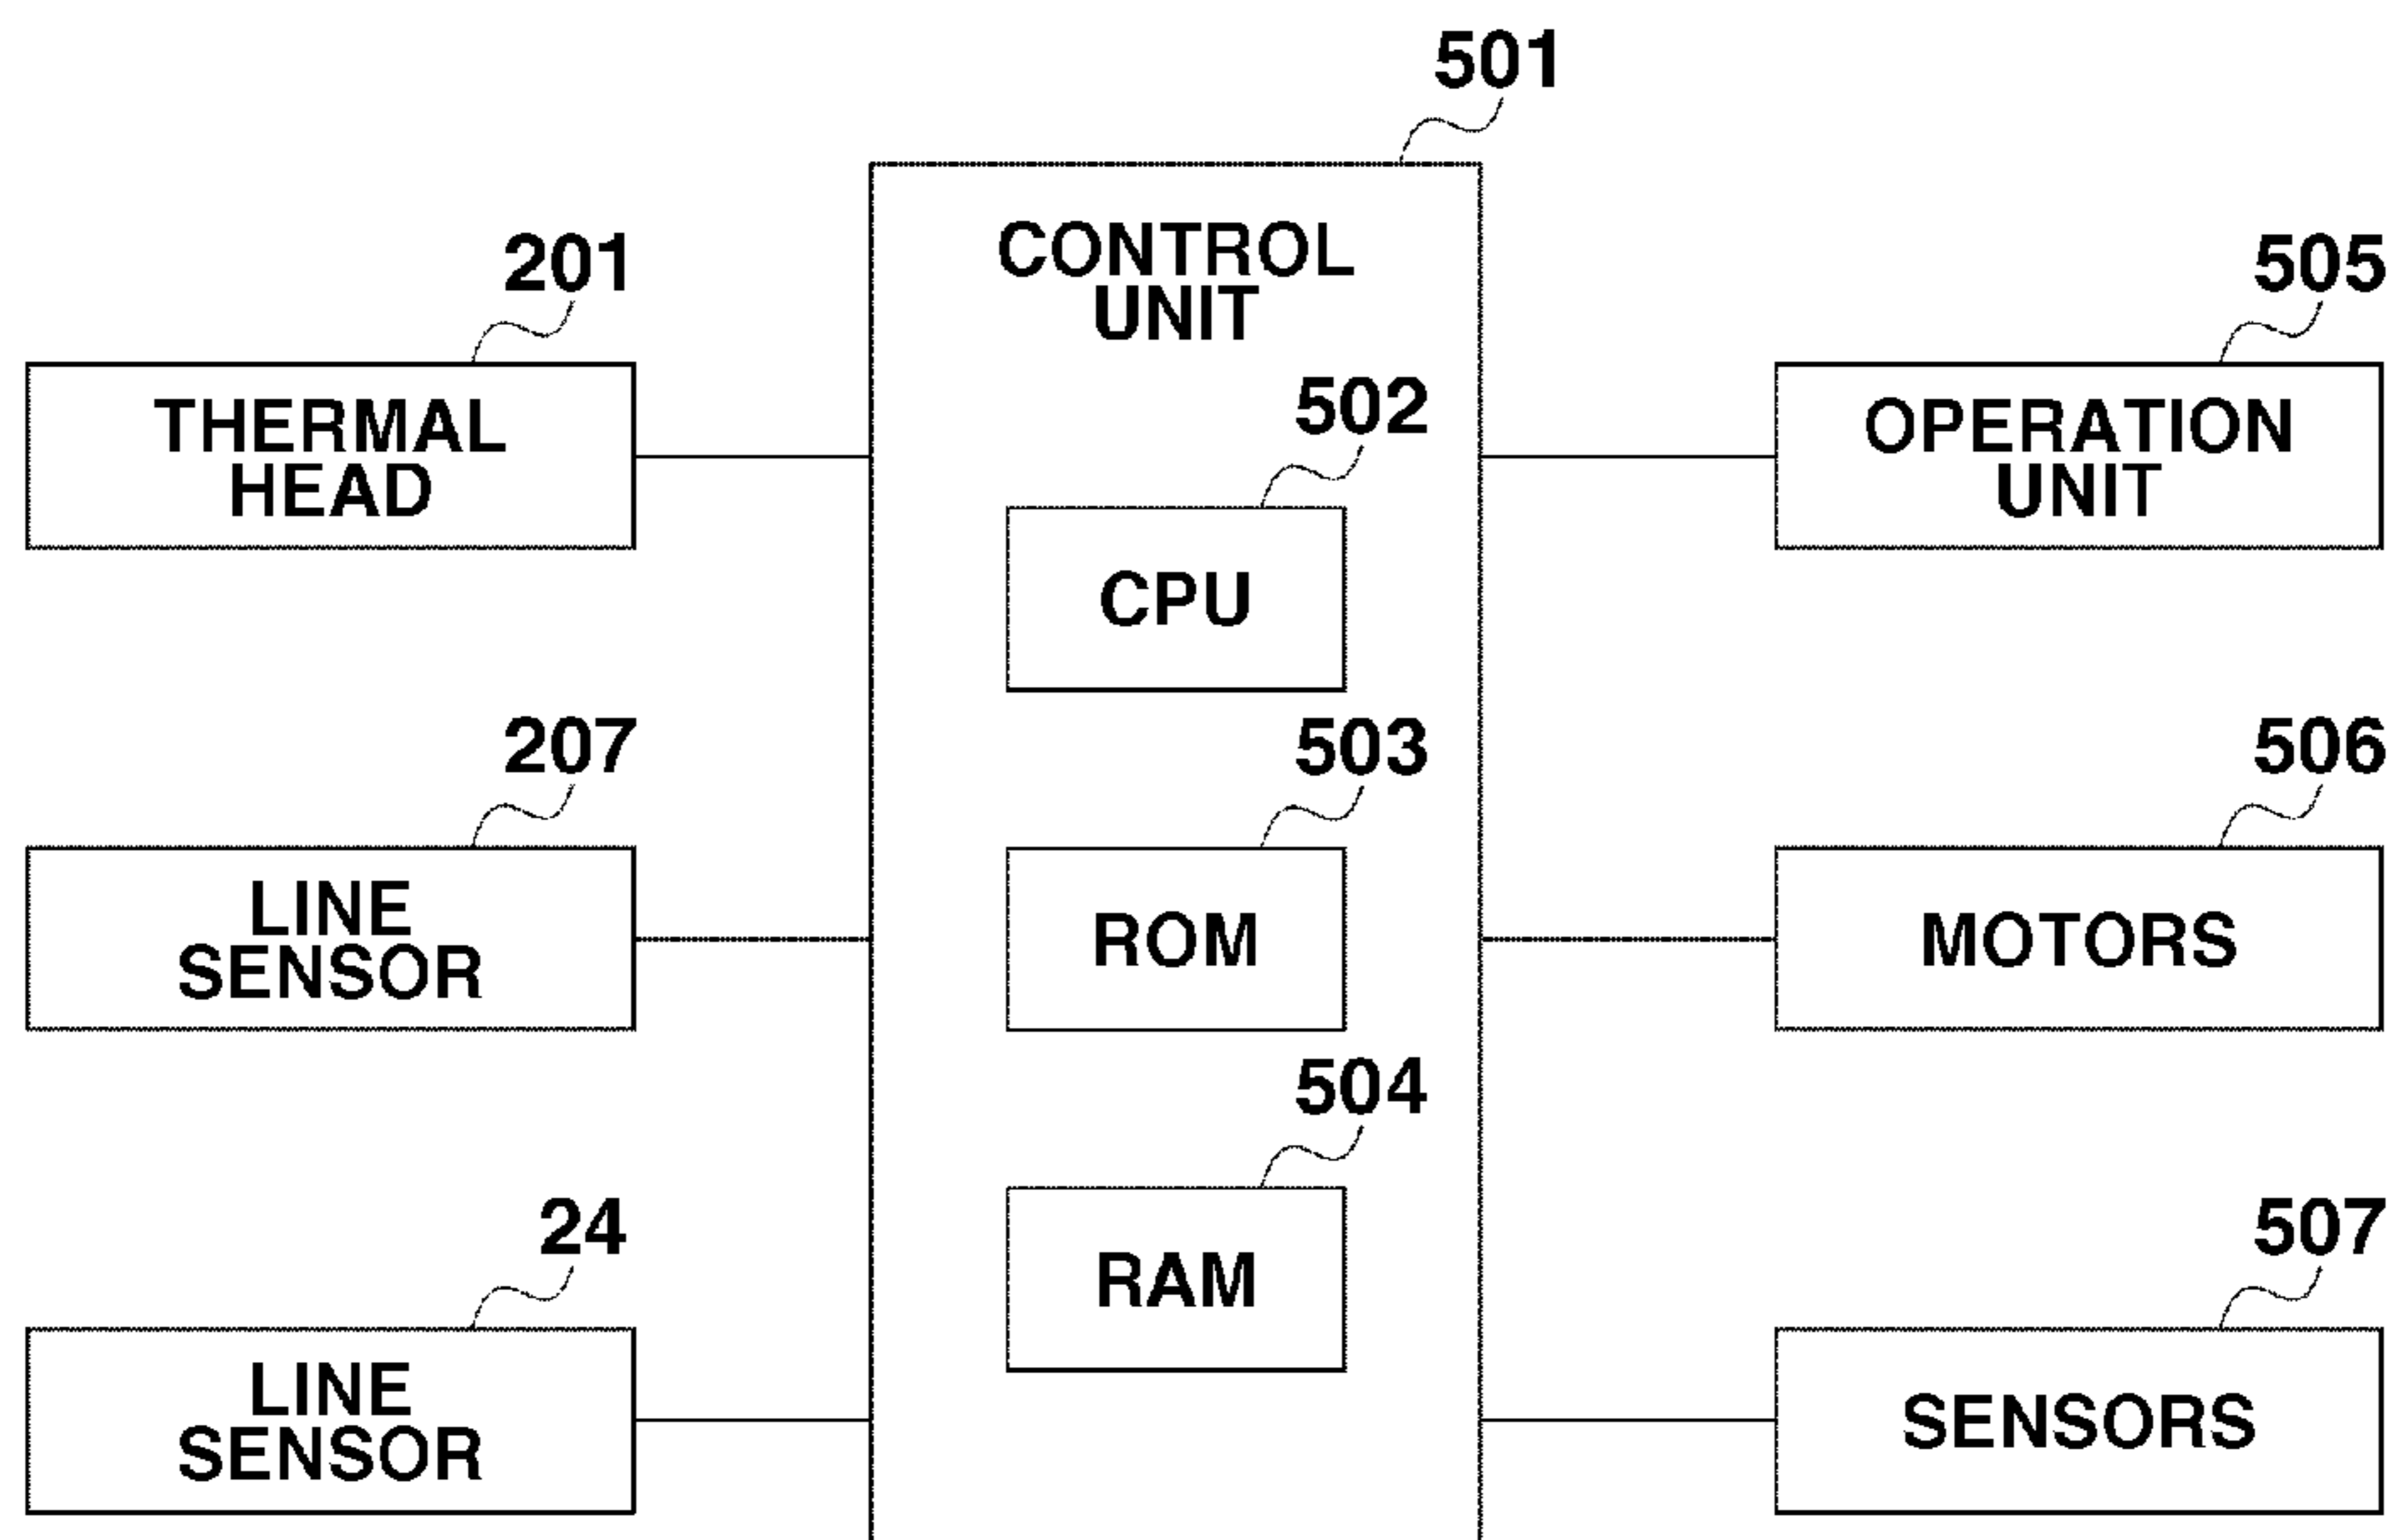 501
CONTROL
UNIT
201
THERMAL
HEAD
505
OPERATION
UNIT
502
CPU
207
LINE
SENSOR
503
ROM
506
MOTORS
504
RAM
24
LINE
SENSOR
507
SENSORS